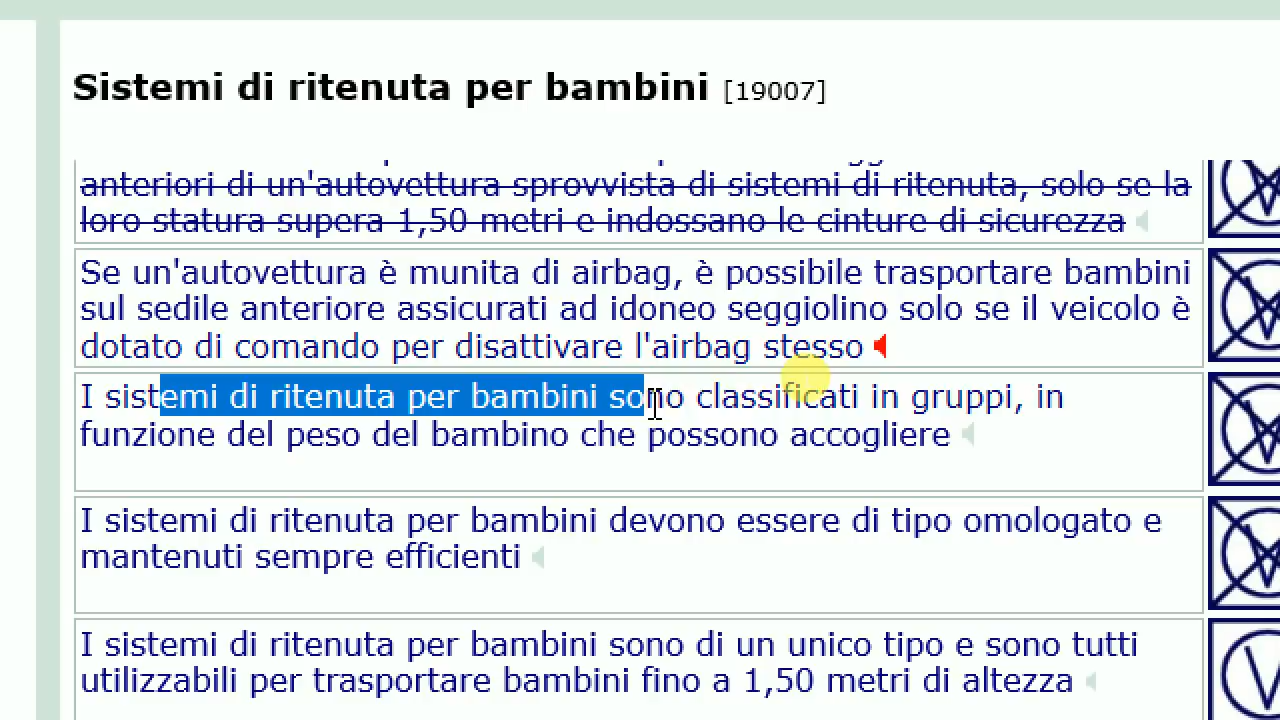 Sistemi di ritenuta per bambini [19007]
anteriori di un'autovettura sprovvista di sistemi di ritenuta, solo se la
loro statura supera 1,50 metri e indossano le cinture di sicurezza
Se un'autovettura è munita di airbag, è possibile trasportare bambini
sul sedile anteriore assicurati ad idoneo seggiolino solo se il veicolo è
dotato di comando per disattivare l'airbag stesso
I sistemi di ritenuta per bambini sono classificati in gruppi, in
funzione del peso del bambino che possono accogliere
I sistemi di ritenuta per bambini devono essere di tipo omologato e
mantenuti sempre efficienti
I sistemi di ritenuta per bambini sono di un unico tipo e sono tutti
utilizzabili per trasportare bambini fino a 1,50 metri di altezza
V